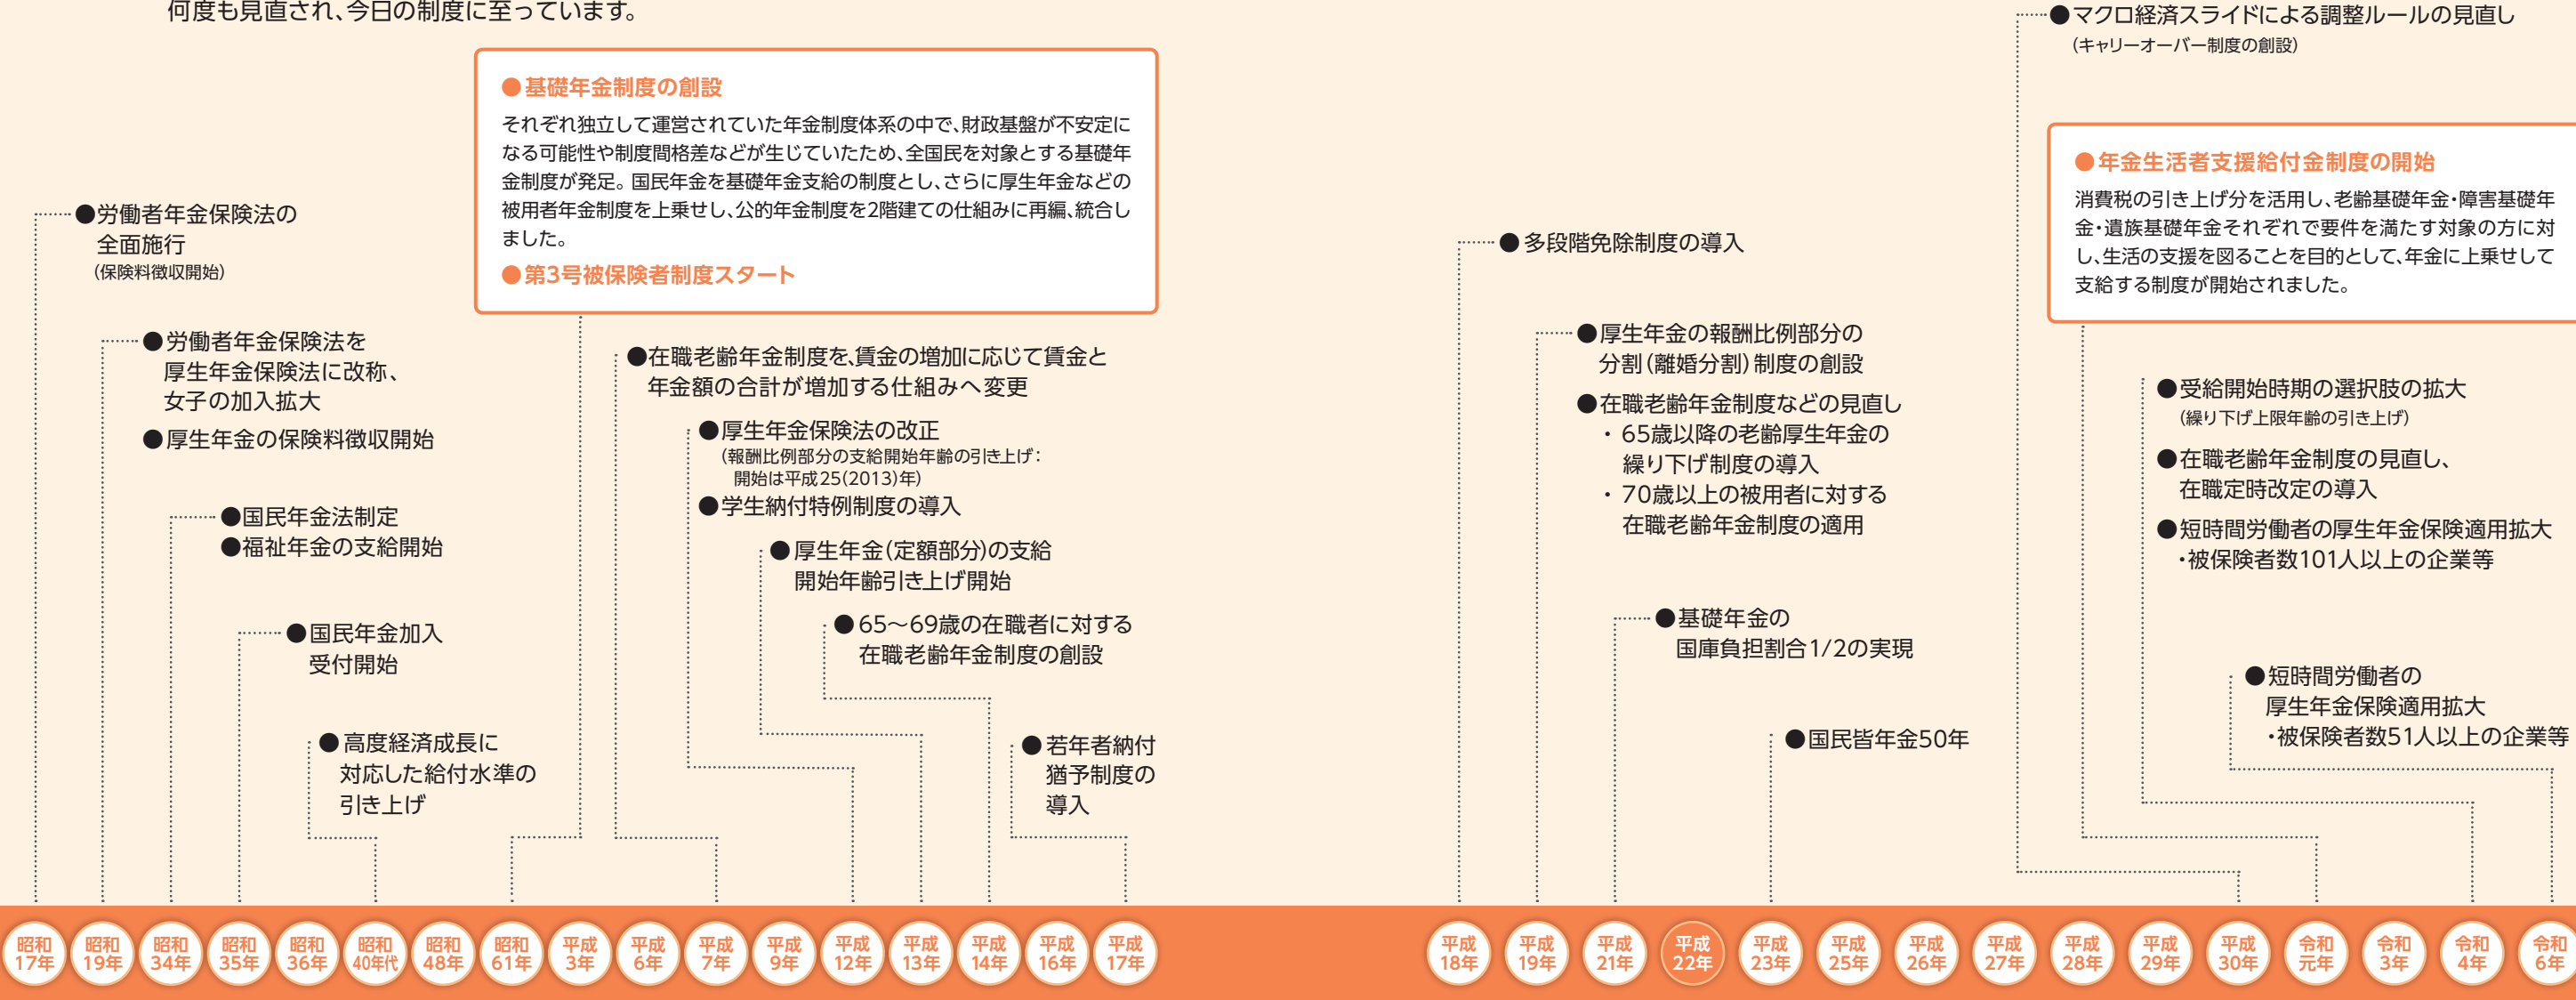 何度も見直され、今日の制度に至っています。
●基礎年金制度の創設
それぞれ独立して運営されていた年金制度体系の中で、財政基盤が不安定に
なる可能性や制度間格差などが生じていたため、全国民を対象とする基礎年
金制度が発足。国民年金を基礎年金支給の制度とし、さらに厚生年金などの
被用者年金制度を上乗せし、公的年金制度を2階建ての仕組みに再編、統合し
ました。
●第3号被保険者制度スタート
●労働者年金保険法の
全面施行
(保険料徴収開始)
●労働者年金保険法を
厚生年金保険法に改称、
女子の加入拡大
●厚生年金の保険料徴収開始
●国民年金法制定
●福祉年金の支給開始
●国民年金加入
受付開始
●高度経済成長に
対応した給付水準の
引き上げ
●在職老齢年金制度を、賃金の増加に応じて賃金と
年金額の合計が増加する仕組みへ変更
●厚生年金保険法の改正
(報酬比例部分の支給開始年齢の引き上げ：
開始は平成25(2013)年)
●学生納付特例制度の導入
●厚生年金(定額部分)の支給
開始年齢引き上げ開始
●65～69歳の在職者に対する
在職老齢年金制度の創設
●若年者納付
猶予制度の
導入
●多段階免除制度の導入
●厚生年金の報酬比例部分の
分割(離婚分割)制度の創設
●在職老齢年金制度などの見直し
・65歳以降の老齢厚生年金の
繰り下げ制度の導入
・70歳以上の被用者に対する
在職老齢年金制度の適用
●基礎年金の
国庫負担割合1/2の実現
●国民皆年金50年
●マクロ経済スライドによる調整ルールの見直し
(キャリーオーバー制度の創設)
●年金生活者支援給付金制度の開始
消費税の引き上げ分を活用し、老齢基礎年金・障害基礎年
金・遺族基礎年金それぞれで要件を満たす対象の方に対
し、生活の支援を図ることを目的として、年金に上乗せして
支給する制度が開始されました。
●受給開始時期の選択肢の拡大
(繰り下げ上限年齢の引き上げ)
●在職老齢年金制度の見直し、
在職定時改定の導入
●短時間労働者の厚生年金保険適用拡大
・被保険者数101人以上の企業等
●短時間労働者の
厚生年金保険適用拡大
・被保険者数51人以上の企業等
昭和
17年
昭和
19年
昭和
34年
昭和
35年
昭和
36年
昭和
40年代
昭和
48年
昭和
61年
平成
3年
平成
6年
平成
7年
平成
9年
平成
12年
平成
13年
平成
14年
平成
16年
平成
17年
平成
18年
平成
19年
平成
21年
平成
22年
平成
23年
平成
25年
平成
26年
平成
27年
平成
28年
平成
29年
平成
30年
令和
元年
令和
3年
令和
4年
令和
6年